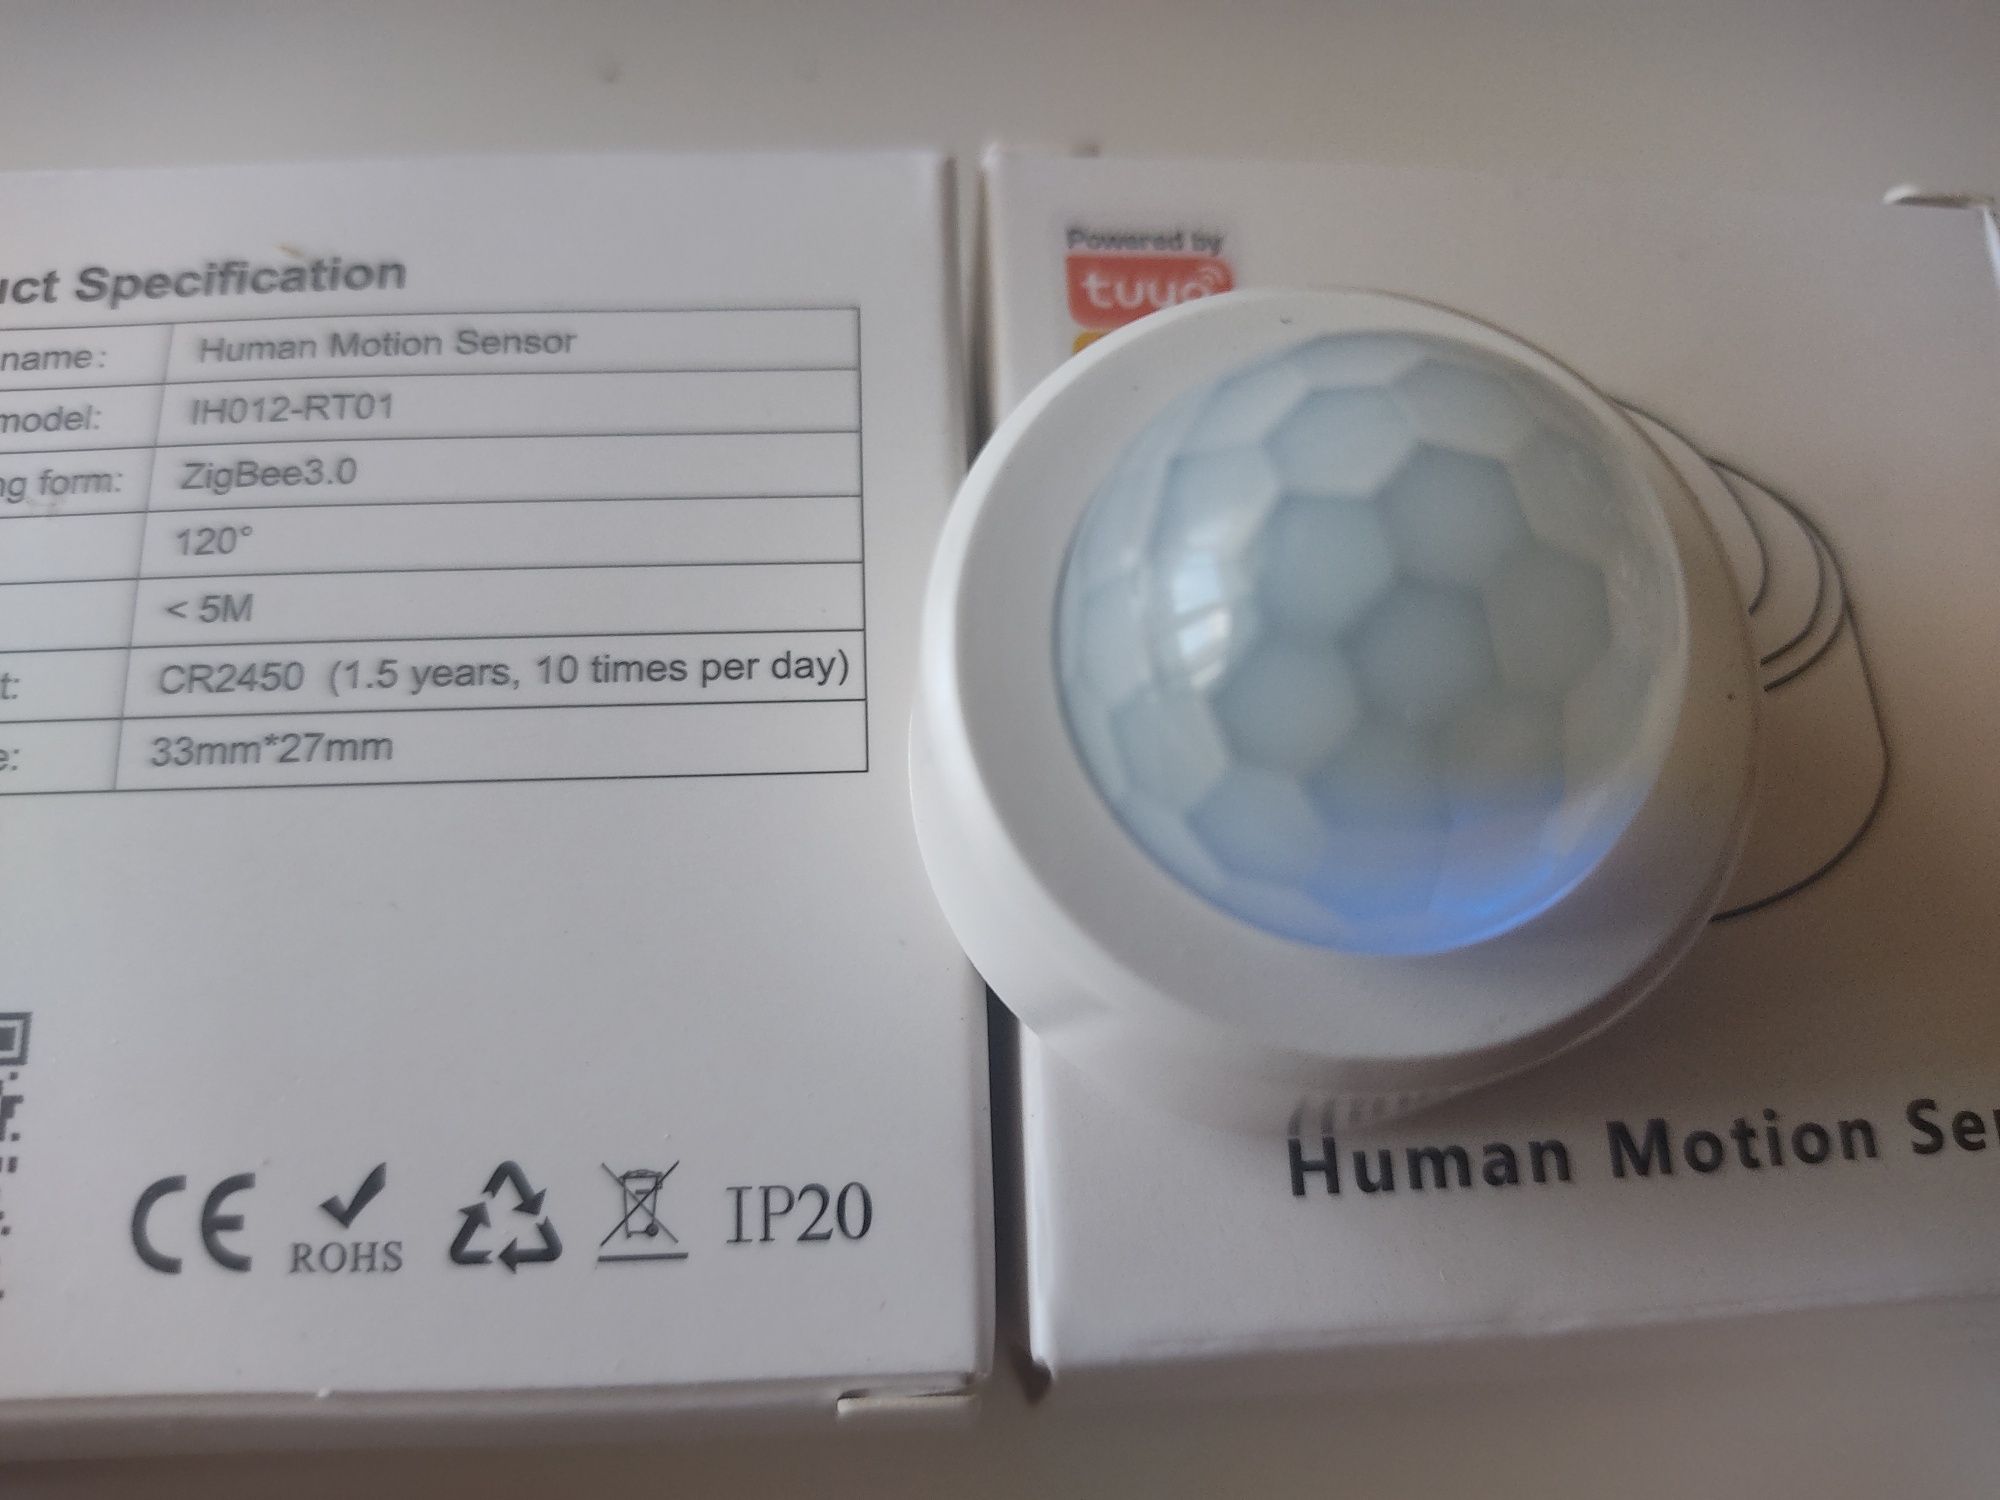 uct Specification
name: Human Motion Sensor
model: IH012-RT01
ng form: ZigBee3.0
120°
< 5M
t: CR2450 (1.5 years, 10 times per day)
e: 33mm*27mm
CE
ROHS
IP20
Powered by
tuya
Human Motion Se